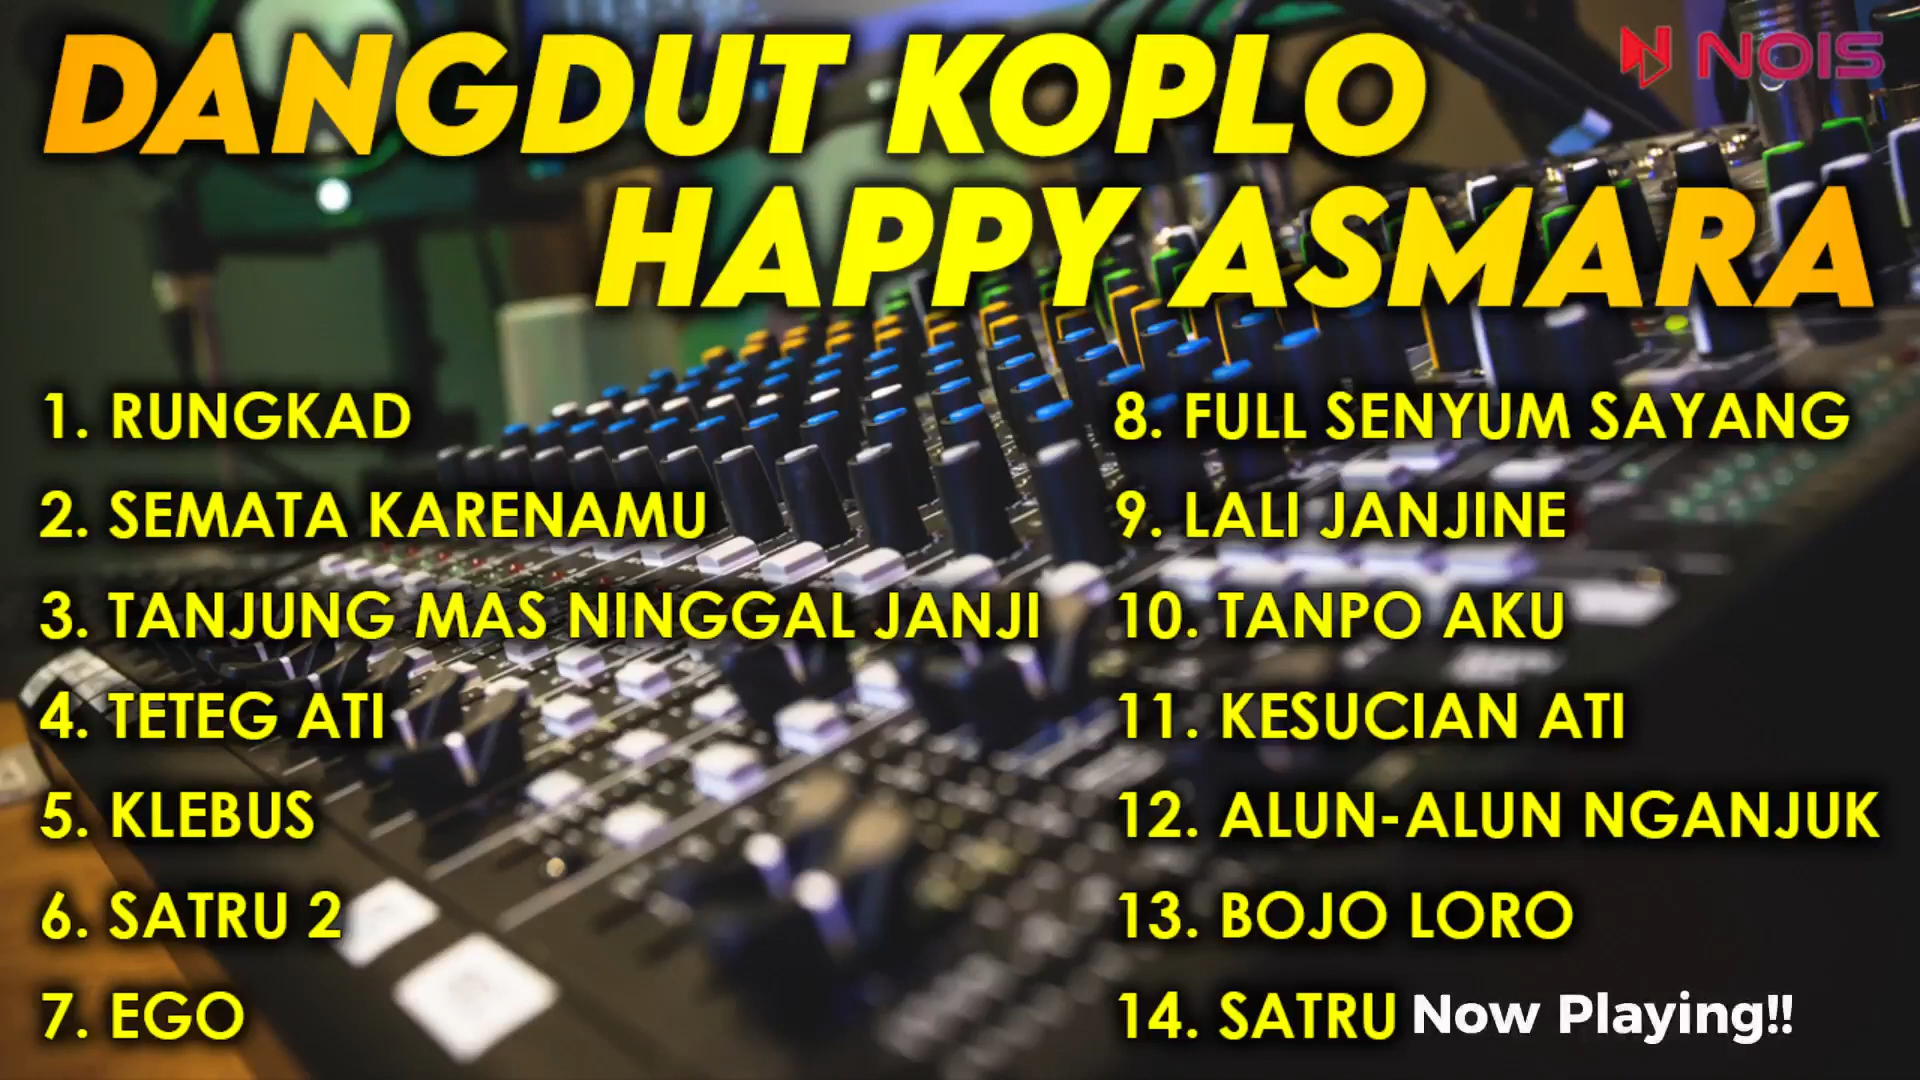 NOIS
DANGDUT KOPLO
HAPPY ASMARA
1. RUNGKAD
2. SEMATA KARENAMU
3. TANJUNG MAS NINGGAL JANJI
4. TETEG ATI
5. KLEBUS
6. SATRU 2
7. EGO
8. FULL SENYUM SAYANG
9. LALI JANJINE
10. TANPO AKU
11. KESUCIAN ATI
12. ALUN-ALUN NGANJUK
13. BOJO LORO
14. SATRU Now Playing!!